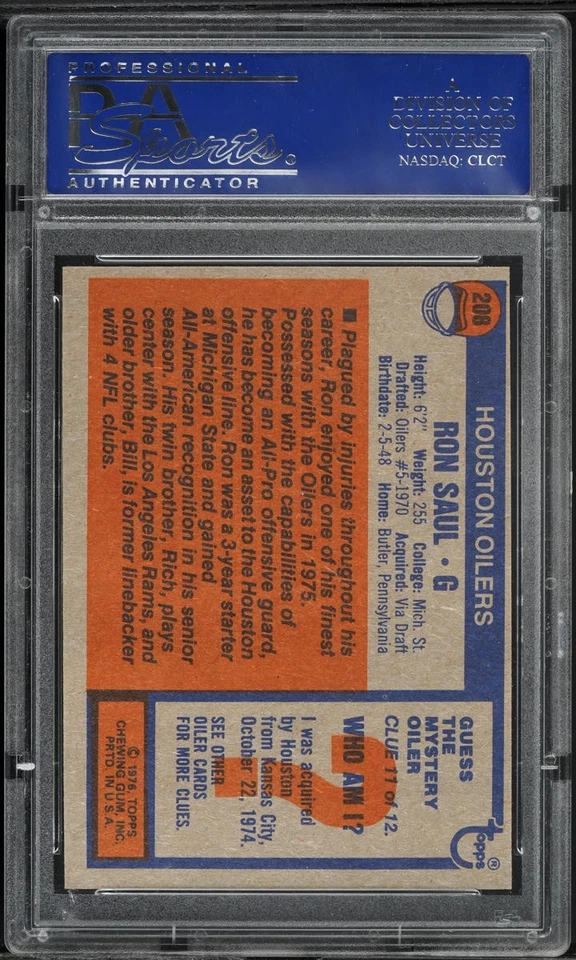 PROFESSIONAL
PSA
Sports®
AUTHENTICATOR
A
DIVISION OF
COLLECTORS
UNIVERSE
NASDAQ: CLCT
208
HOUSTON OILERS
RON SAUL • G
Height: 6'2" Weight: 255 College: Mich. St.
Drafted: Oilers #5-1970 Acquired: Via Draft
Birthdate: 2-5-48 Home: Butler, Pennsylvania
■ Plagued by injuries throughout his
career, Ron enjoyed one of his finest
seasons with the Oilers in 1975.
Possessed with the capabilities of
becoming an All-Pro offensive guard,
he has become an asset to the Houston
offensive line. Ron was a 3-year starter
at Michigan State and gained
All-American recognition in his senior
season. His twin brother, Rich, plays
center with the Los Angeles Rams, and
older brother, Bill, is former linebacker
with 4 NFL clubs.
topps®
GUESS
THE
MYSTERY
OILER
CLUE 11 of 12.
?
WHO AM I?
I was acquired
by Houston
from Kansas City,
October 22, 1974.
SEE OTHER
OILER CARDS
FOR MORE CLUES.
© 1976. TOPPS
CHEWING GUM, INC.
PRTD. IN U.S.A.